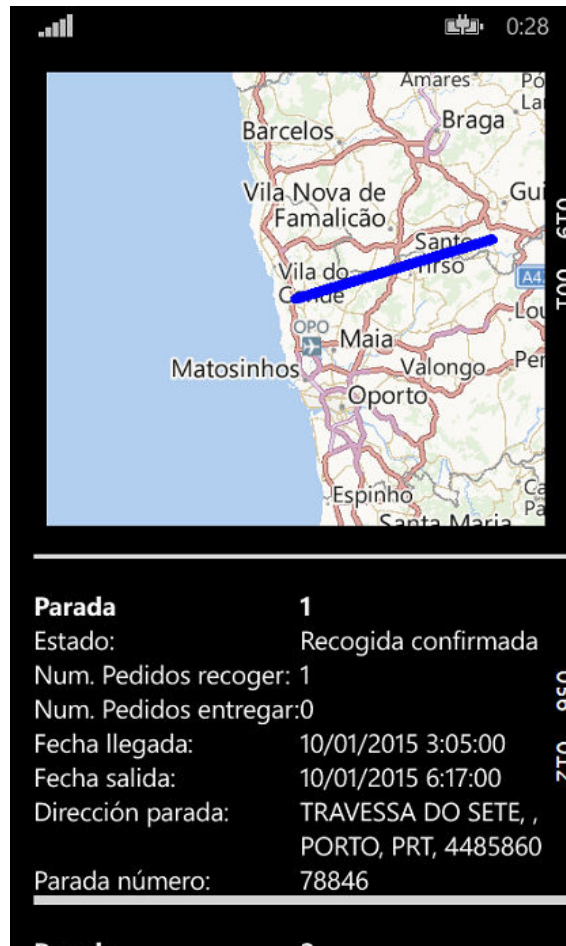 0:28
Amares
Braga
Barcelos
Vila Nova de
Famalicão
Gui
Santo
Tirso
Vila do
Conde
A4
OPO
Maia
Lou
Matosinhos
Valongo
Oporto
Espinho
Santa Maria
Parada 1
Estado: Recogida confirmada
Num. Pedidos recoger: 1
Num. Pedidos entregar:0
Fecha llegada: 10/01/2015 3:05:00
Fecha salida: 10/01/2015 6:17:00
Dirección parada: TRAVESSA DO SETE, ,
PORTO, PRT, 4485860
Parada número: 78846